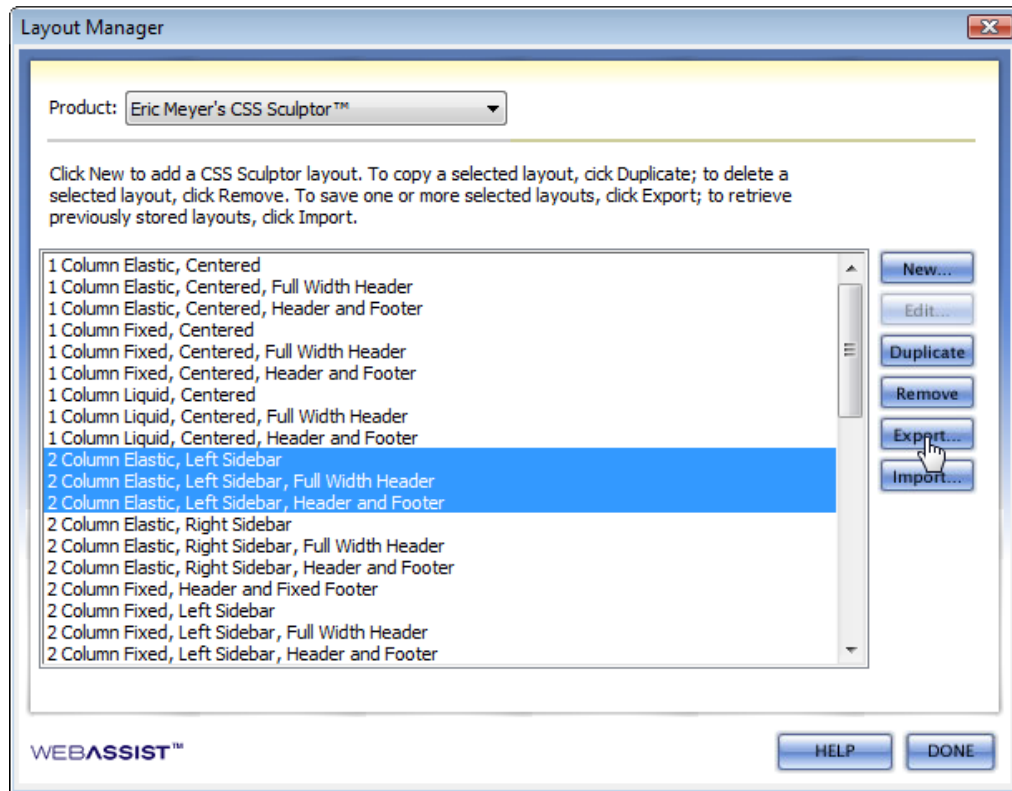 Layout Manager
Product: Eric Meyer's CSS Sculptor™
Click New to add a CSS Sculptor layout. To copy a selected layout, cick Duplicate; to delete a
selected layout, click Remove. To save one or more selected layouts, click Export; to retrieve
previously stored layouts, click Import.
1 Column Elastic, Centered
1 Column Elastic, Centered, Full Width Header
1 Column Elastic, Centered, Header and Footer
1 Column Fixed, Centered
1 Column Fixed, Centered, Full Width Header
1 Column Fixed, Centered, Header and Footer
1 Column Liquid, Centered
1 Column Liquid, Centered, Full Width Header
1 Column Liquid, Centered, Header and Footer
2 Column Elastic, Left Sidebar
2 Column Elastic, Left Sidebar, Full Width Header
2 Column Elastic, Left Sidebar, Header and Footer
2 Column Elastic, Right Sidebar
2 Column Elastic, Right Sidebar, Full Width Header
2 Column Elastic, Right Sidebar, Header and Footer
2 Column Fixed, Header and Fixed Footer
2 Column Fixed, Left Sidebar
2 Column Fixed, Left Sidebar, Full Width Header
2 Column Fixed, Left Sidebar, Header and Footer
New...
Edit...
Duplicate
Remove
Export...
Import...
WEBASSIST™
HELP
DONE